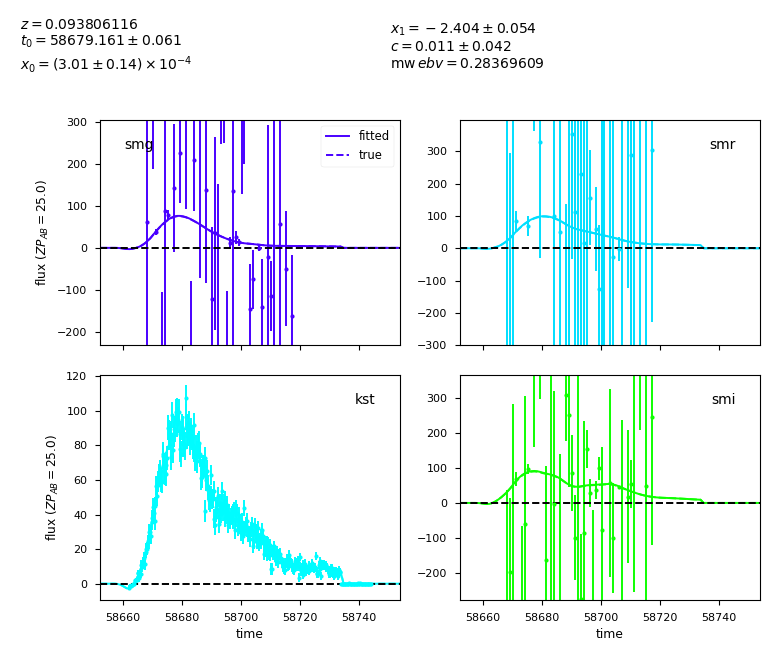 z = 0.093806116
t₀ = 58679.161 ± 0.061
x₀ = (3.01 ± 0.14) × 10⁻⁴
x₁ = −2.404 ± 0.054
c = 0.011 ± 0.042
mw ebv = 0.28369609
smg
fitted
true
300
200
100
0
−100
−200
flux (ZP_AB = 25.0)
smr
300
200
100
0
−100
−200
−300
kst
120
100
80
60
40
20
0
flux (ZP_AB = 25.0)
58660 58680 58700 58720 58740
time
smi
300
200
100
0
−100
−200
58660 58680 58700 58720 58740
time